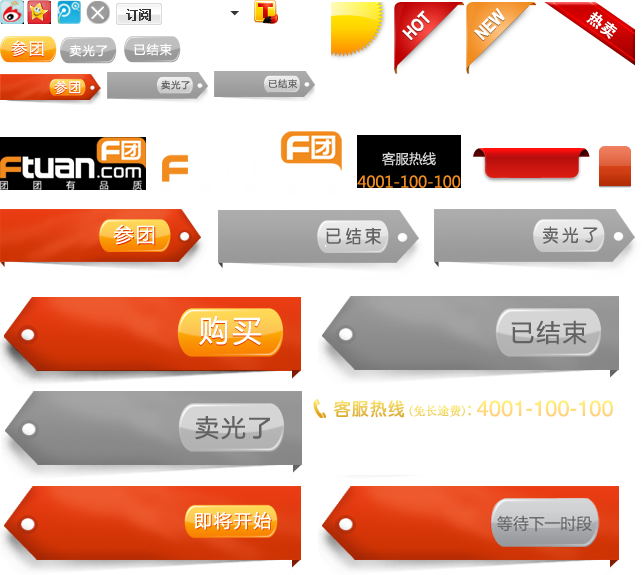 订阅
HOT
NEW
热卖
参团
卖光了
已结束
参团
卖光了
已结束
Ftuan.com
F团
团团有品质
F
F团
客服热线
4001-100-100
参团
已结束
卖光了
购买
已结束
卖光了
客服热线(免长途费): 4001-100-100
即将开始
等待下一时段